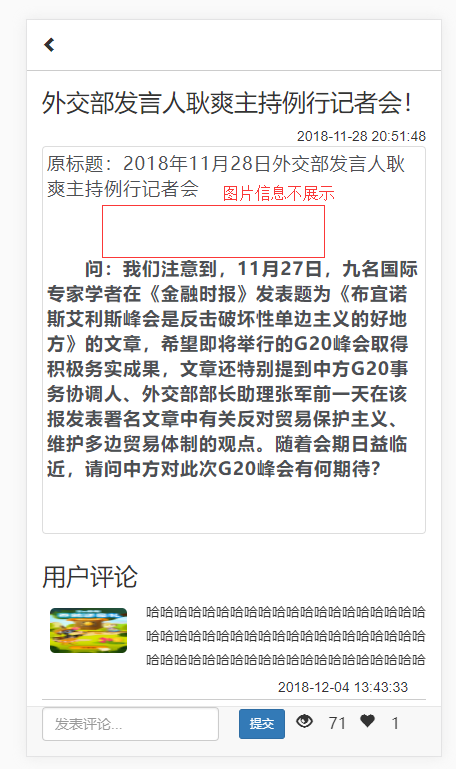 外交部发言人耿爽主持例行记者会！
2018-11-28 20:51:48
原标题：2018年11月28日外交部发言人耿
爽主持例行记者会
图片信息不展示
问：我们注意到，11月27日，九名国际
专家学者在《金融时报》发表题为《布宜诺
斯艾利斯峰会是反击破坏性单边主义的好地
方》的文章，希望即将举行的G20峰会取得
积极务实成果，文章还特别提到中方G20事
务协调人、外交部部长助理张军前一天在该
报发表署名文章中有关反对贸易保护主义、
维护多边贸易体制的观点。随着会期日益临
近，请问中方对此次G20峰会有何期待？
用户评论
哈哈哈哈哈哈哈哈哈哈哈哈哈哈哈哈哈哈哈哈
哈哈哈哈哈哈哈哈哈哈哈哈哈哈哈哈哈哈哈哈
哈哈哈哈哈哈哈哈哈哈哈哈哈哈哈哈哈哈哈哈
2018-12-04 13:43:33
发表评论... 提交 71 1